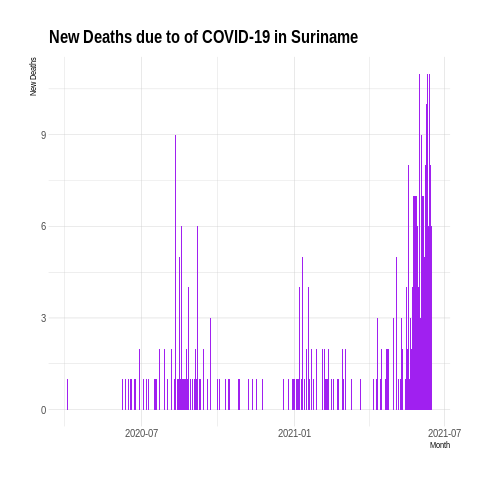 New Deaths due to of COVID-19 in Suriname
New Deaths
9
6
3
0
2020-07
2021-01
2021-07
Month